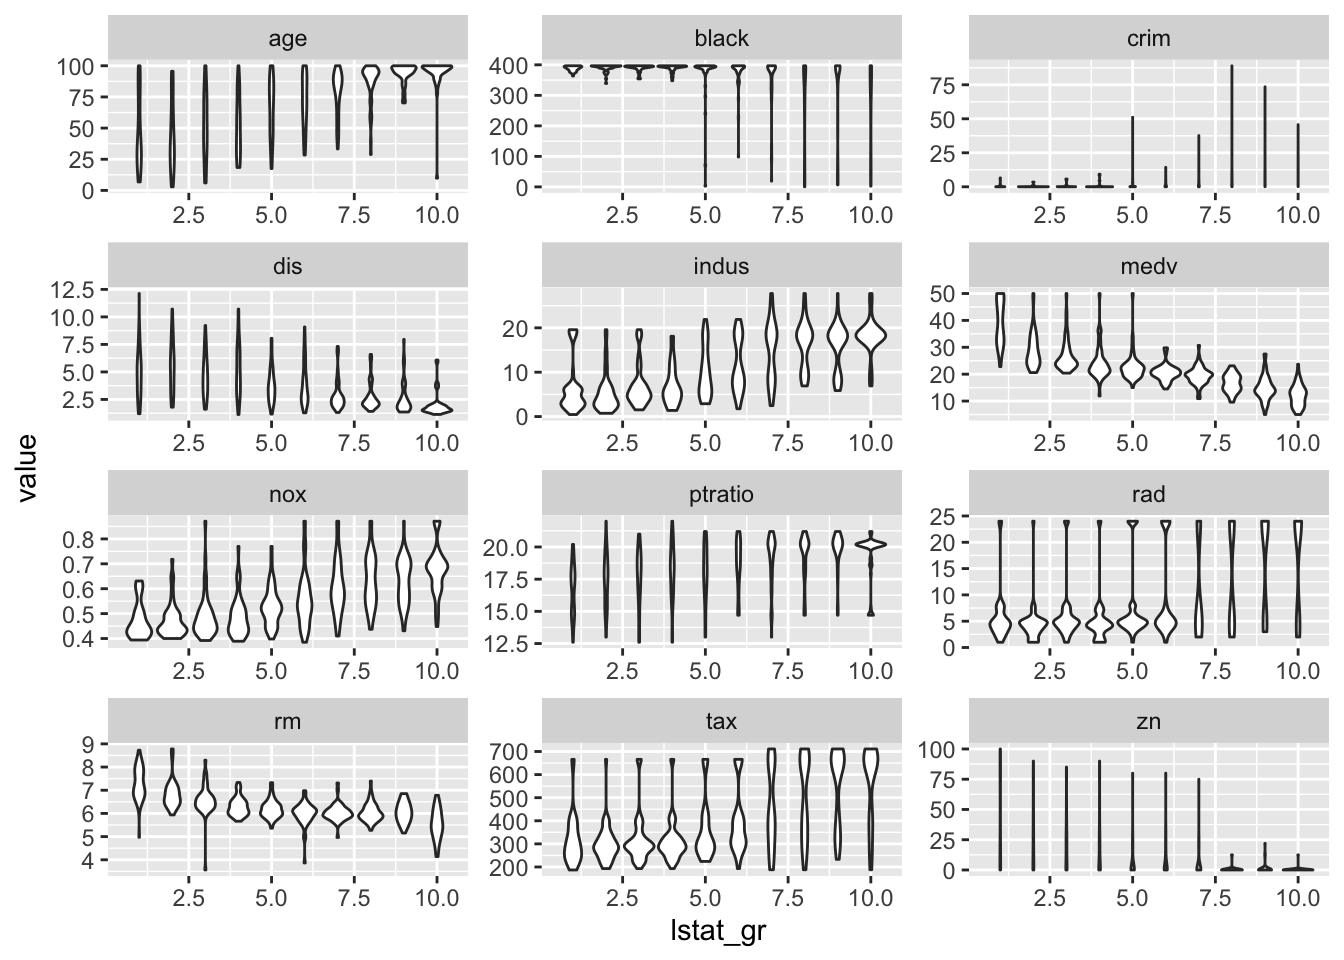 age
black
crim
100
75
50
25
0
400
300
200
100
0
75
50
25
0
2.5 5.0 7.5 10.0
2.5 5.0 7.5 10.0
2.5 5.0 7.5 10.0
dis
indus
medv
12.5
10.0
7.5
5.0
2.5
20
10
0
50
40
30
20
10
2.5 5.0 7.5 10.0
2.5 5.0 7.5 10.0
2.5 5.0 7.5 10.0
value
nox
ptratio
rad
0.8
0.7
0.6
0.5
0.4
20.0
17.5
15.0
12.5
25
20
15
10
5
0
2.5 5.0 7.5 10.0
2.5 5.0 7.5 10.0
2.5 5.0 7.5 10.0
rm
tax
zn
9
8
7
6
5
4
700
600
500
400
300
200
100
75
50
25
0
2.5 5.0 7.5 10.0
2.5 5.0 7.5 10.0
2.5 5.0 7.5 10.0
lstat_gr